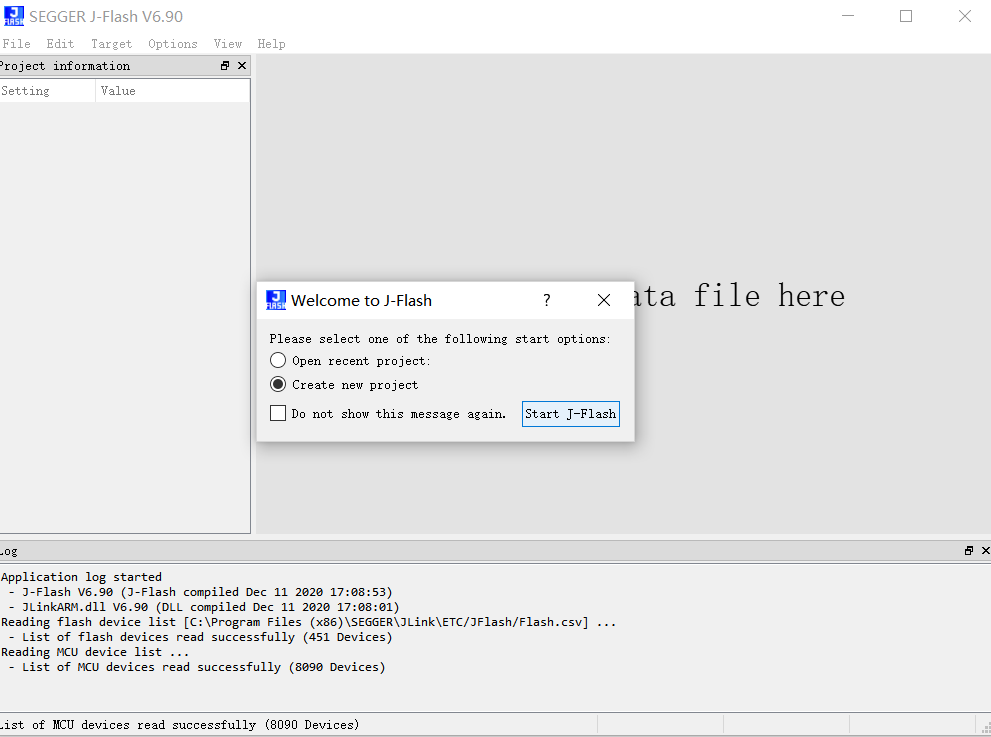 SEGGER J-Flash V6.90
File Edit Target Options View Help
Project information
Setting Value
ata file here
Welcome to J-Flash
?
Please select one of the following start options:
Open recent project:
Create new project
Do not show this message again. Start J-Flash
Log
Application log started
- J-Flash V6.90 (J-Flash compiled Dec 11 2020 17:08:53)
- JLinkARM.dll V6.90 (DLL compiled Dec 11 2020 17:08:01)
Reading flash device list [C:\Program Files (x86)\SEGGER\JLink\ETC/JFlash/Flash.csv] ...
- List of flash devices read successfully (451 Devices)
Reading MCU device list ...
- List of MCU devices read successfully (8090 Devices)
List of MCU devices read successfully (8090 Devices)